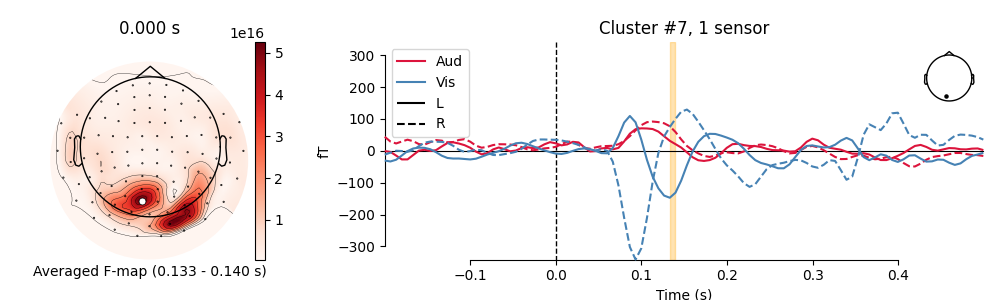 0.000 s
1e16
5
4
3
2
1
Averaged F-map (0.133 - 0.140 s)
Cluster #7, 1 sensor
fT
300
200
100
0
−100
−200
−300
Aud
Vis
L
R
−0.1
0.0
0.1
0.2
0.3
0.4
Time (s)